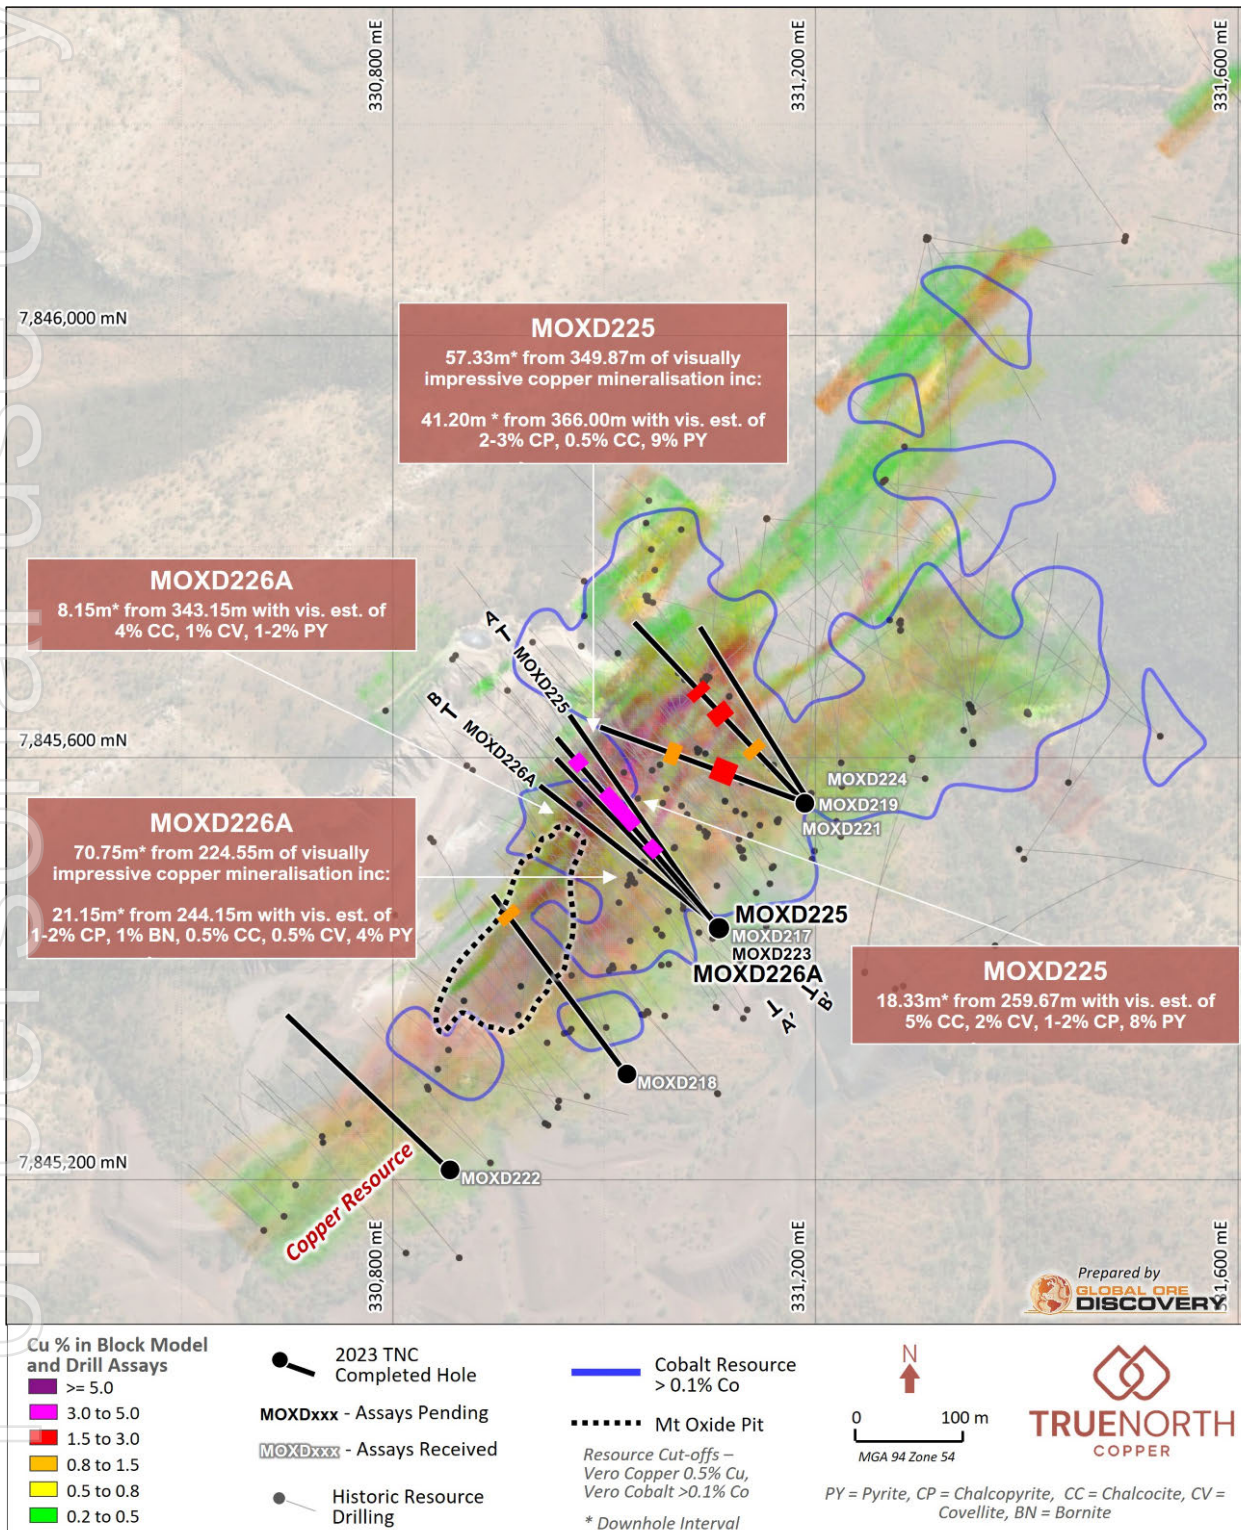 For personal use only
330,800 mE
331,200 mE
331,600 mE
7,846,000 mN
MOXD225
57.33m* from 349.87m of visually
impressive copper mineralisation inc:
41.20m * from 366.00m with vis. est. of
2-3% CP, 0.5% CC, 9% PY
MOXD226A
8.15m* from 343.15m with vis. est. of
4% CC, 1% CV, 1-2% PY
A
MOXD225
B
MOXD226A
7,845,600 mN
MOXD224
MOXD219
MOXD221
MOXD226A
70.75m* from 224.55m of visually
impressive copper mineralisation inc:
21.15m* from 244.15m with vis. est. of
1-2% CP, 1% BN, 0.5% CC, 0.5% CV, 4% PY
MOXD225
MOXD217
MOXD223
MOXD226A
A'
B'
MOXD225
18.33m* from 259.67m with vis. est. of
5% CC, 2% CV, 1-2% CP, 8% PY
MOXD218
7,845,200 mN
MOXD222
Copper Resource
330,800 mE
331,200 mE
331,600 mE
Prepared by
GLOBAL ORE
DISCOVERY
Cu % in Block Model
and Drill Assays
>= 5.0
3.0 to 5.0
1.5 to 3.0
0.8 to 1.5
0.5 to 0.8
0.2 to 0.5
2023 TNC
Completed Hole
MOXDxxx - Assays Pending
MOXDxxx - Assays Received
Historic Resource
Drilling
Cobalt Resource
> 0.1% Co
Mt Oxide Pit
Resource Cut-offs –
Vero Copper 0.5% Cu,
Vero Cobalt >0.1% Co
* Downhole Interval
N
0 100 m
MGA 94 Zone 54
TRUENORTH
COPPER
PY = Pyrite, CP = Chalcopyrite, CC = Chalcocite, CV =
Covellite, BN = Bornite